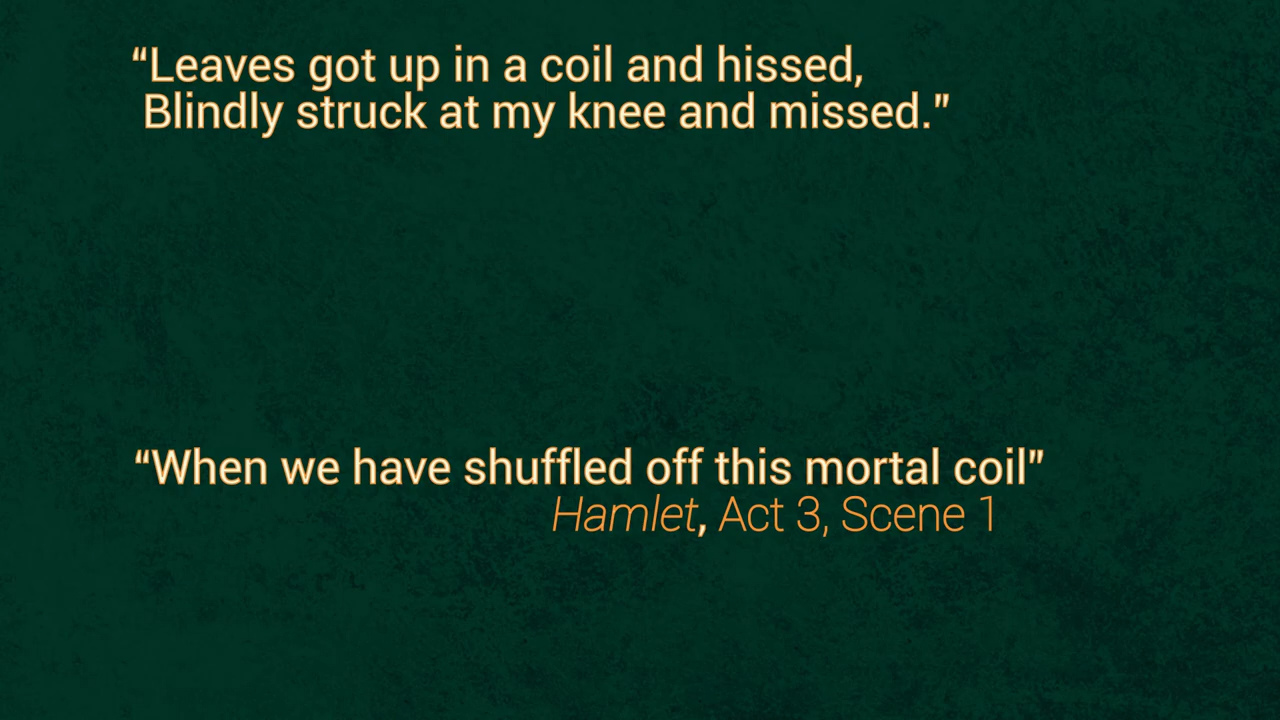 “Leaves got up in a coil and hissed,
Blindly struck at my knee and missed.”
“When we have shuffled off this mortal coil”
Hamlet, Act 3, Scene 1